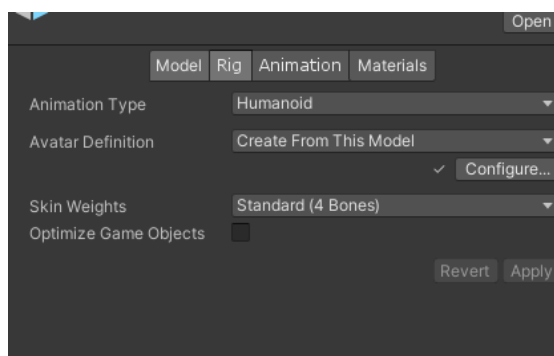 Open
Model Rig Animation Materials
Animation Type Humanoid
Avatar Definition Create From This Model
Configure...
Skin Weights Standard (4 Bones)
Optimize Game Objects
Revert Apply